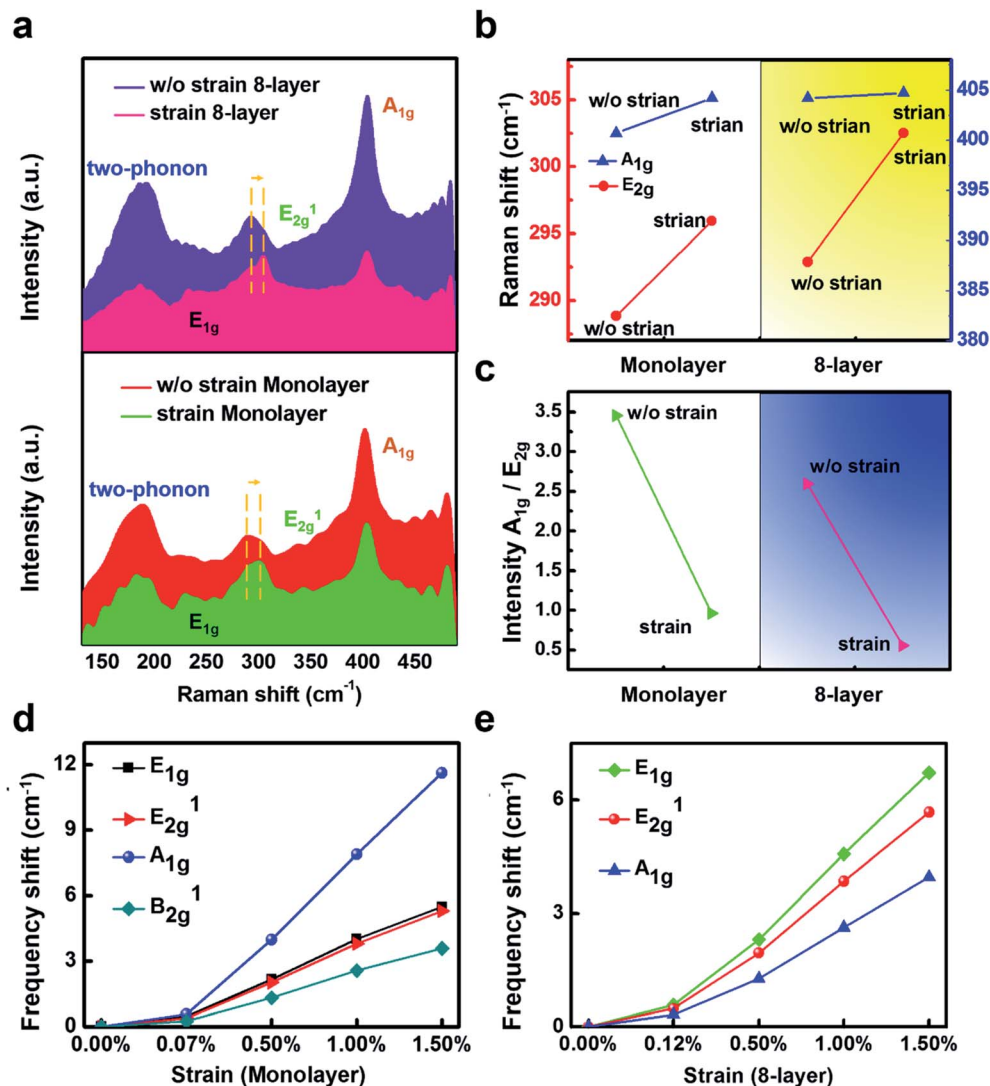 a
w/o strain 8-layer
strain 8-layer
A1g
two-phonon
E2g1
E1g
Intensity (a.u.)
w/o strain Monolayer
strain Monolayer
A1g
two-phonon
E2g1
E1g
Intensity (a.u.)
150 200 250 300 350 400 450
Raman shift (cm-1)
b
305
300
295
290
Raman shift (cm-1)
405
400
395
390
385
380
w/o strian
strian
w/o strian
strian
A1g
E2g
strian
w/o strian
w/o strian
strian
Monolayer 8-layer
c
3.5
3.0
2.5
2.0
1.5
1.0
0.5
Intensity A1g / E2g
w/o strain
strain
w/o strain
strain
Monolayer 8-layer
d
12
9
6
3
0
Frequency shift (cm-1)
E1g
E2g1
A1g
B2g1
0.00% 0.07% 0.50% 1.00% 1.50%
Strain (Monolayer)
e
6
3
0
Frequency shift (cm-1)
E1g
E2g1
A1g
0.00% 0.12% 0.50% 1.00% 1.50%
Strain (8-layer)